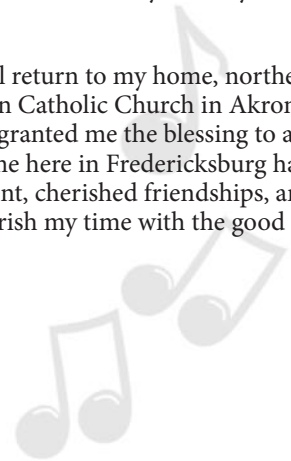 l return to my home, northe
n Catholic Church in Akron
granted me the blessing to a
ne here in Fredericksburg ha
nt, cherished friendships, an
rish my time with the good